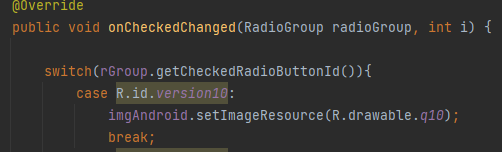 @Override
public void onCheckedChanged(RadioGroup radioGroup, int i) {
switch(rGroup.getCheckedRadioButtonId()){
case R.id.version10:
imgAndroid.setImageResource(R.drawable.q10);
break;